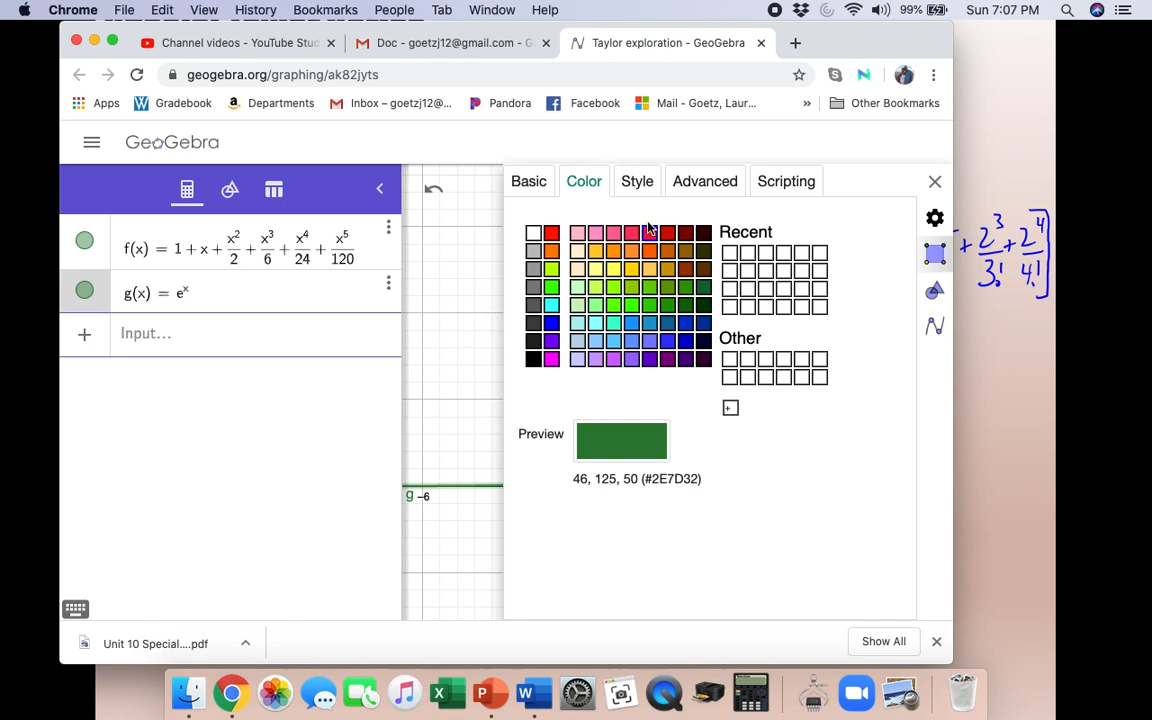 Chrome File Edit View History Bookmarks People Tab Window Help 99% Sun 7:07 PM
Channel videos - YouTube Stud Doc - goetzj12@gmail.com - G Taylor exploration - GeoGebra
geogebra.org/graphing/ak82jyts
Apps Gradebook Departments Inbox – goetzj12@... Pandora Facebook Mail - Goetz, Laur... » Other Bookmarks
GeoGebra
Basic Color Style Advanced Scripting
f(x) = 1 + x + x²/2 + x³/6 + x⁴/24 + x⁵/120
Recent
+ 2³/3! + 2⁴/4! ]
g(x) = eˣ
Input...
Other
+
Preview
46, 125, 50 (#2E7D32)
g −6
Unit 10 Special....pdf Show All